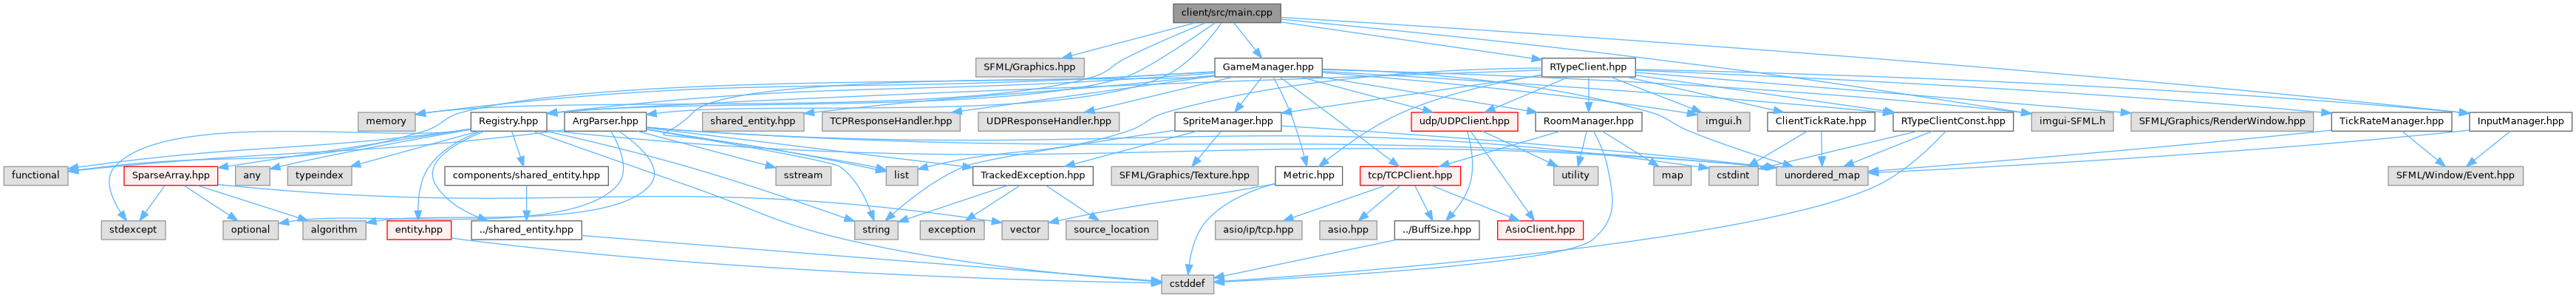 client/src/main.cpp
SFML/Graphics.hpp
GameManager.hpp
RTypeClient.hpp
memory
Registry.hpp
ArgParser.hpp
shared_entity.hpp
TCPResponseHandler.hpp
UDPResponseHandler.hpp
SpriteManager.hpp
udp/UDPClient.hpp
RoomManager.hpp
imgui.h
ClientTickRate.hpp
RTypeClientConst.hpp
imgui-SFML.h
SFML/Graphics/RenderWindow.hpp
TickRateManager.hpp
InputManager.hpp
functional
SparseArray.hpp
any
typeindex
components/shared_entity.hpp
sstream
list
TrackedException.hpp
SFML/Graphics/Texture.hpp
Metric.hpp
tcp/TCPClient.hpp
utility
map
cstdint
unordered_map
SFML/Window/Event.hpp
stdexcept
optional
algorithm
entity.hpp
../shared_entity.hpp
string
exception
vector
source_location
asio/ip/tcp.hpp
asio.hpp
../BuffSize.hpp
AsioClient.hpp
cstddef